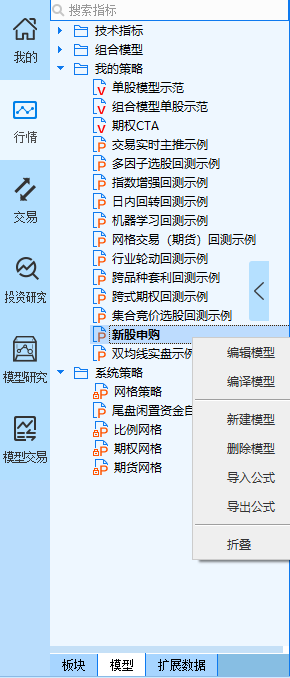 搜索指标
我的
行情
交易
投资研究
模型研究
模型交易
技术指标
组合模型
我的策略
单股模型示范
组合模型单股示范
期权CTA
交易实时主推示例
多因子选股回测示例
指数增强回测示例
日内回转回测示例
机器学习回测示例
网格交易（期货）回测示例
行业轮动回测示例
跨品种套利回测示例
跨式期权回测示例
集合竞价选股回测示例
新股申购
双均线实盘示例
系统策略
网格策略
尾盘闲置资金自
比例网格
期权网格
期货网格
编辑模型
编译模型
新建模型
删除模型
导入公式
导出公式
折叠
板块
模型
扩展数据